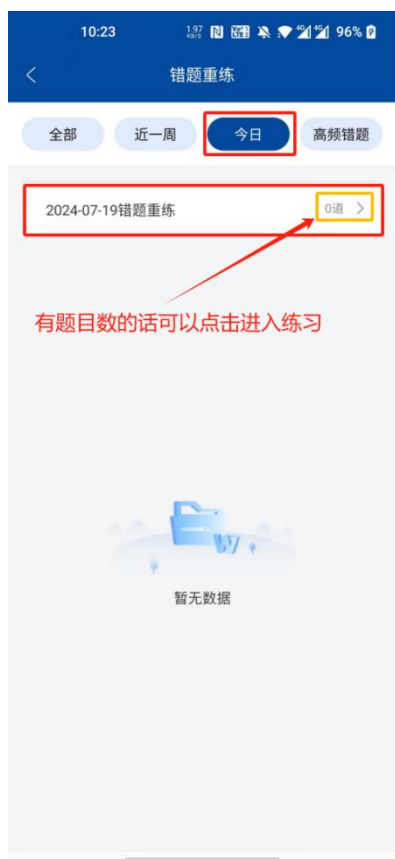 10:23 1.97 KB/S 4G 4G 96%
错题重练
全部 近一周 今日 高频错题
2024-07-19错题重练 0道
有题目数的话可以点击进入练习
暂无数据